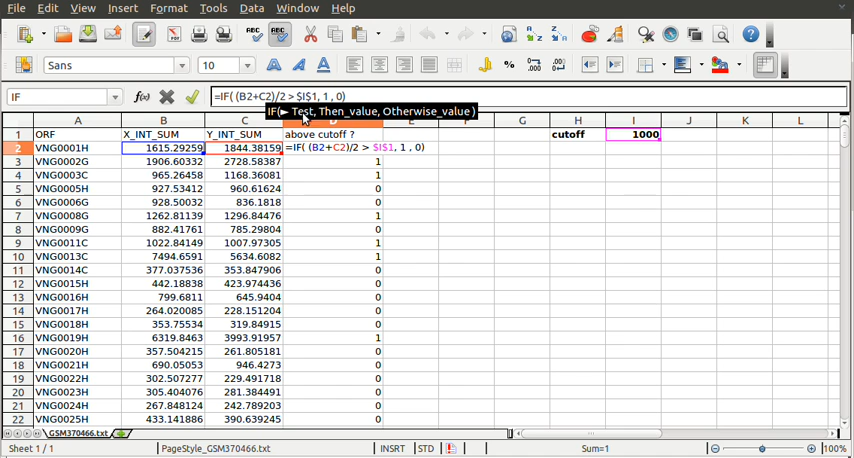 File Edit View Insert Format Tools Data Window Help
Sans 10
IF =IF( (B2+C2)/2 > $I$1, 1 , 0)
IF(► Test, Then_value, Otherwise_value )
A B C D E F G H I J K L
1 ORF X_INT_SUM Y_INT_SUM above cutoff ? cutoff 1000
2 VNG0001H 1615.29259 1844.38159 =IF( (B2+C2)/2 > $I$1, 1 , 0)
3 VNG0002G 1906.60332 2728.58387 1
4 VNG0003C 965.26458 1168.36081 1
5 VNG0005H 927.53412 960.61624 0
6 VNG0006G 928.50032 836.1818 0
7 VNG0008G 1262.81139 1296.84476 1
8 VNG0009G 882.41761 785.29804 0
9 VNG0011C 1022.84149 1007.97305 1
10 VNG0013C 7494.6591 5634.6082 1
11 VNG0014C 377.037536 353.847906 0
12 VNG0015H 442.18838 423.974436 0
13 VNG0016H 799.6811 645.9404 0
14 VNG0017H 264.020085 228.151204 0
15 VNG0018H 353.75534 319.84915 0
16 VNG0019H 6319.8463 3993.91957 1
17 VNG0020H 357.504215 261.805181 0
18 VNG0021H 690.05053 946.4273 0
19 VNG0022H 302.507277 229.491718 0
20 VNG0023H 305.404076 281.384491 0
21 VNG0024H 267.848124 242.789203 0
22 VNG0025H 433.141886 390.639245 0
GSM370466.txt
Sheet 1 / 1 PageStyle_GSM370466.txt INSRT STD Sum=1 100%